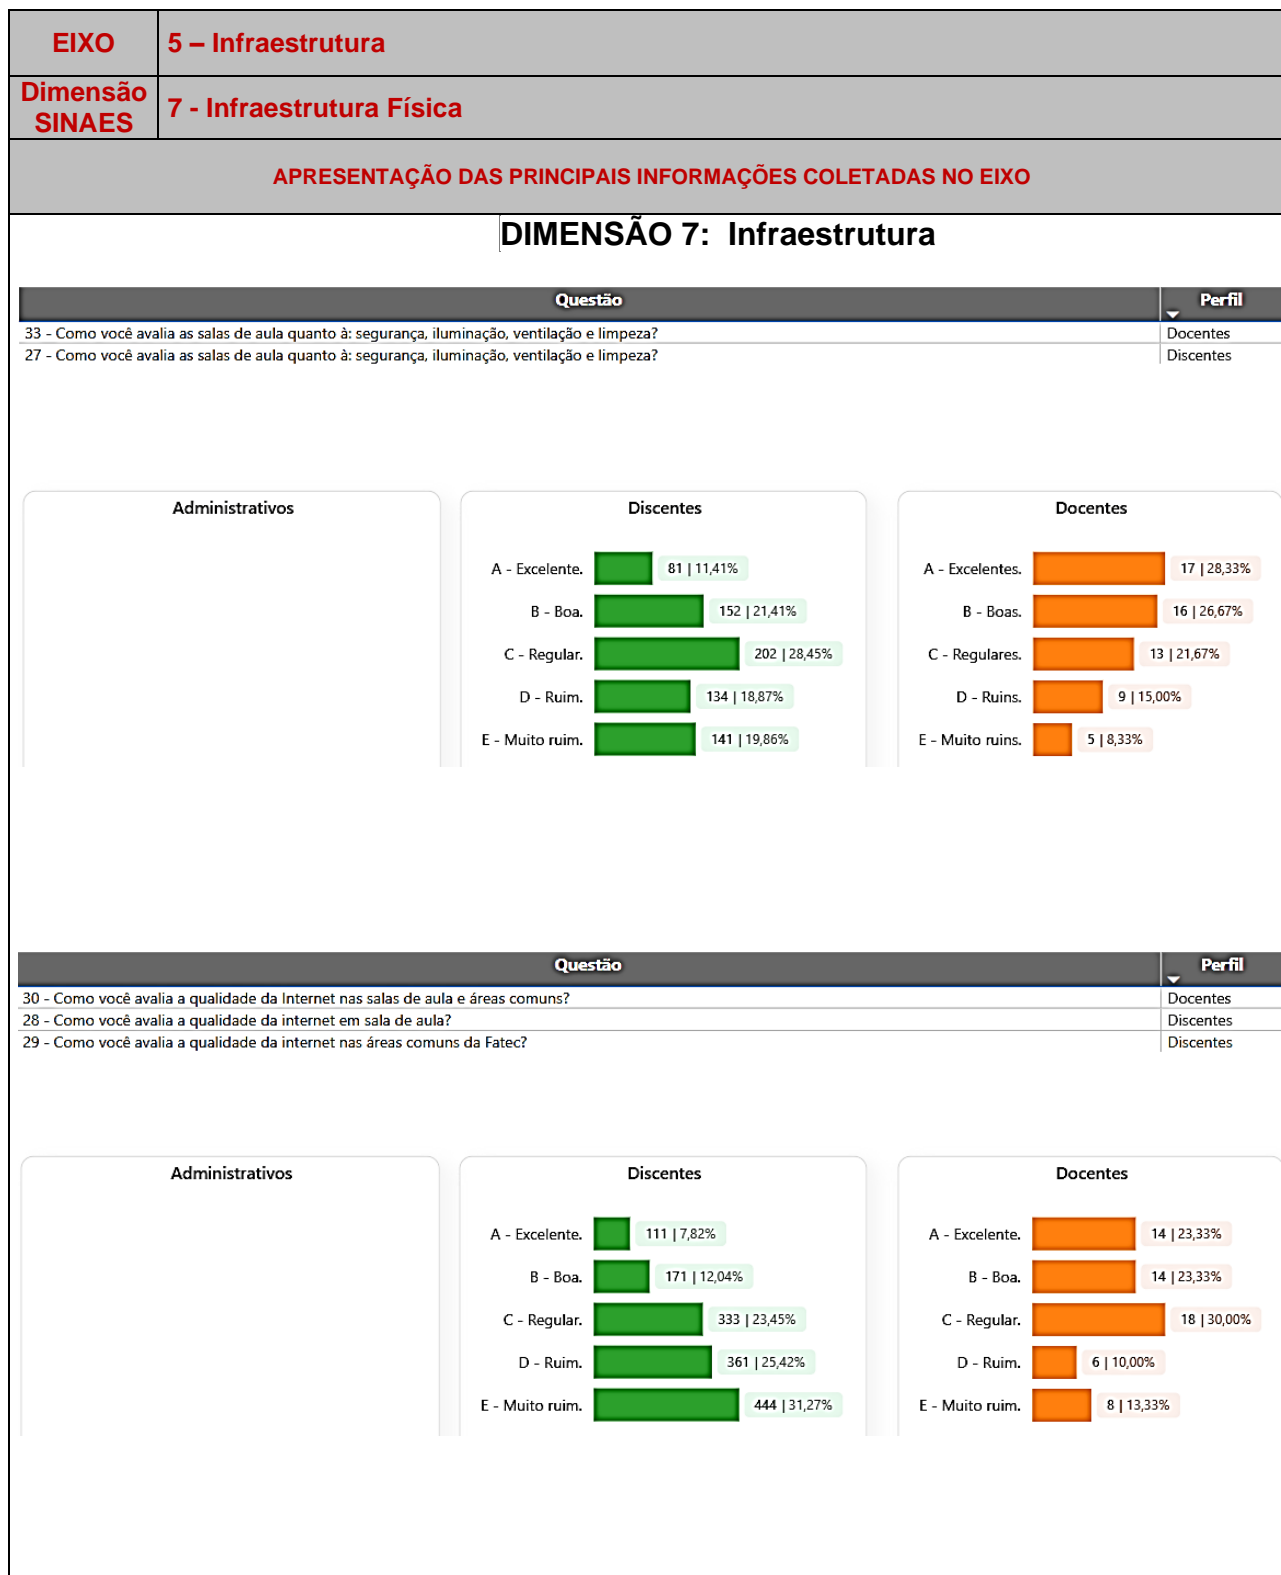 EIXO 5 – Infraestrutura
Dimensão SINAES 7 - Infraestrutura Física
APRESENTAÇÃO DAS PRINCIPAIS INFORMAÇÕES COLETADAS NO EIXO
DIMENSÃO 7: Infraestrutura
Questão Perfil
33 - Como você avalia as salas de aula quanto à: segurança, iluminação, ventilação e limpeza? Docentes
27 - Como você avalia as salas de aula quanto à: segurança, iluminação, ventilação e limpeza? Discentes
Administrativos
Discentes
A - Excelente. 81 | 11,41%
B - Boa. 152 | 21,41%
C - Regular. 202 | 28,45%
D - Ruim. 134 | 18,87%
E - Muito ruim. 141 | 19,86%
Docentes
A - Excelentes. 17 | 28,33%
B - Boas. 16 | 26,67%
C - Regulares. 13 | 21,67%
D - Ruins. 9 | 15,00%
E - Muito ruins. 5 | 8,33%
Questão Perfil
30 - Como você avalia a qualidade da Internet nas salas de aula e áreas comuns? Docentes
28 - Como você avalia a qualidade da internet em sala de aula? Discentes
29 - Como você avalia a qualidade da internet nas áreas comuns da Fatec? Discentes
Administrativos
Discentes
A - Excelente. 111 | 7,82%
B - Boa. 171 | 12,04%
C - Regular. 333 | 23,45%
D - Ruim. 361 | 25,42%
E - Muito ruim. 444 | 31,27%
Docentes
A - Excelente. 14 | 23,33%
B - Boa. 14 | 23,33%
C - Regular. 18 | 30,00%
D - Ruim. 6 | 10,00%
E - Muito ruim. 8 | 13,33%